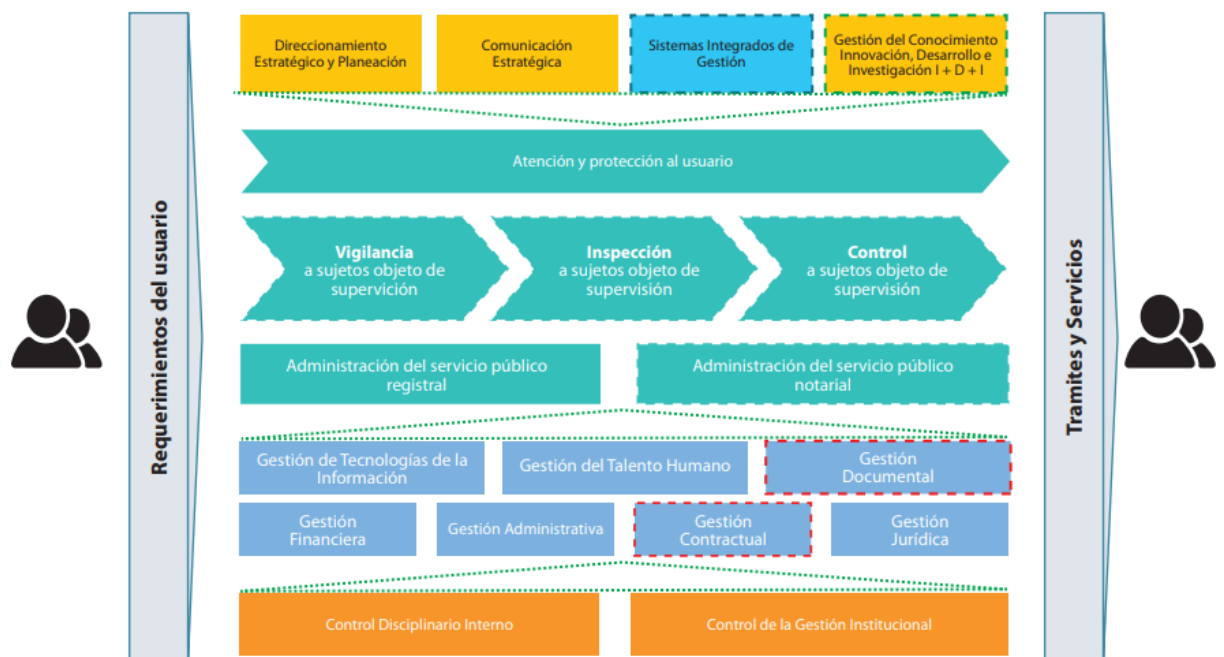 Requerimientos del usuario
Direccionamiento
Estratégico y Planeación
Comunicación
Estratégica
Sistemas Integrados de
Gestión
Gestión del Conocimiento
Innovación, Desarrollo e
Investigación I + D + I
Atención y protección al usuario
Vigilancia
a sujetos objeto de
supervición
Inspección
a sujetos objeto de
supervisión
Control
a sujetos objeto de
supervisión
Administración del servicio público
registral
Administración del servicio público
notarial
Gestión de Tecnologías de la
Información
Gestión del Talento Humano
Gestión
Documental
Gestión
Financiera
Gestión Administrativa
Gestión
Contractual
Gestión
Jurídica
Control Disciplinario Interno
Control de la Gestión Institucional
Tramites y Servicios